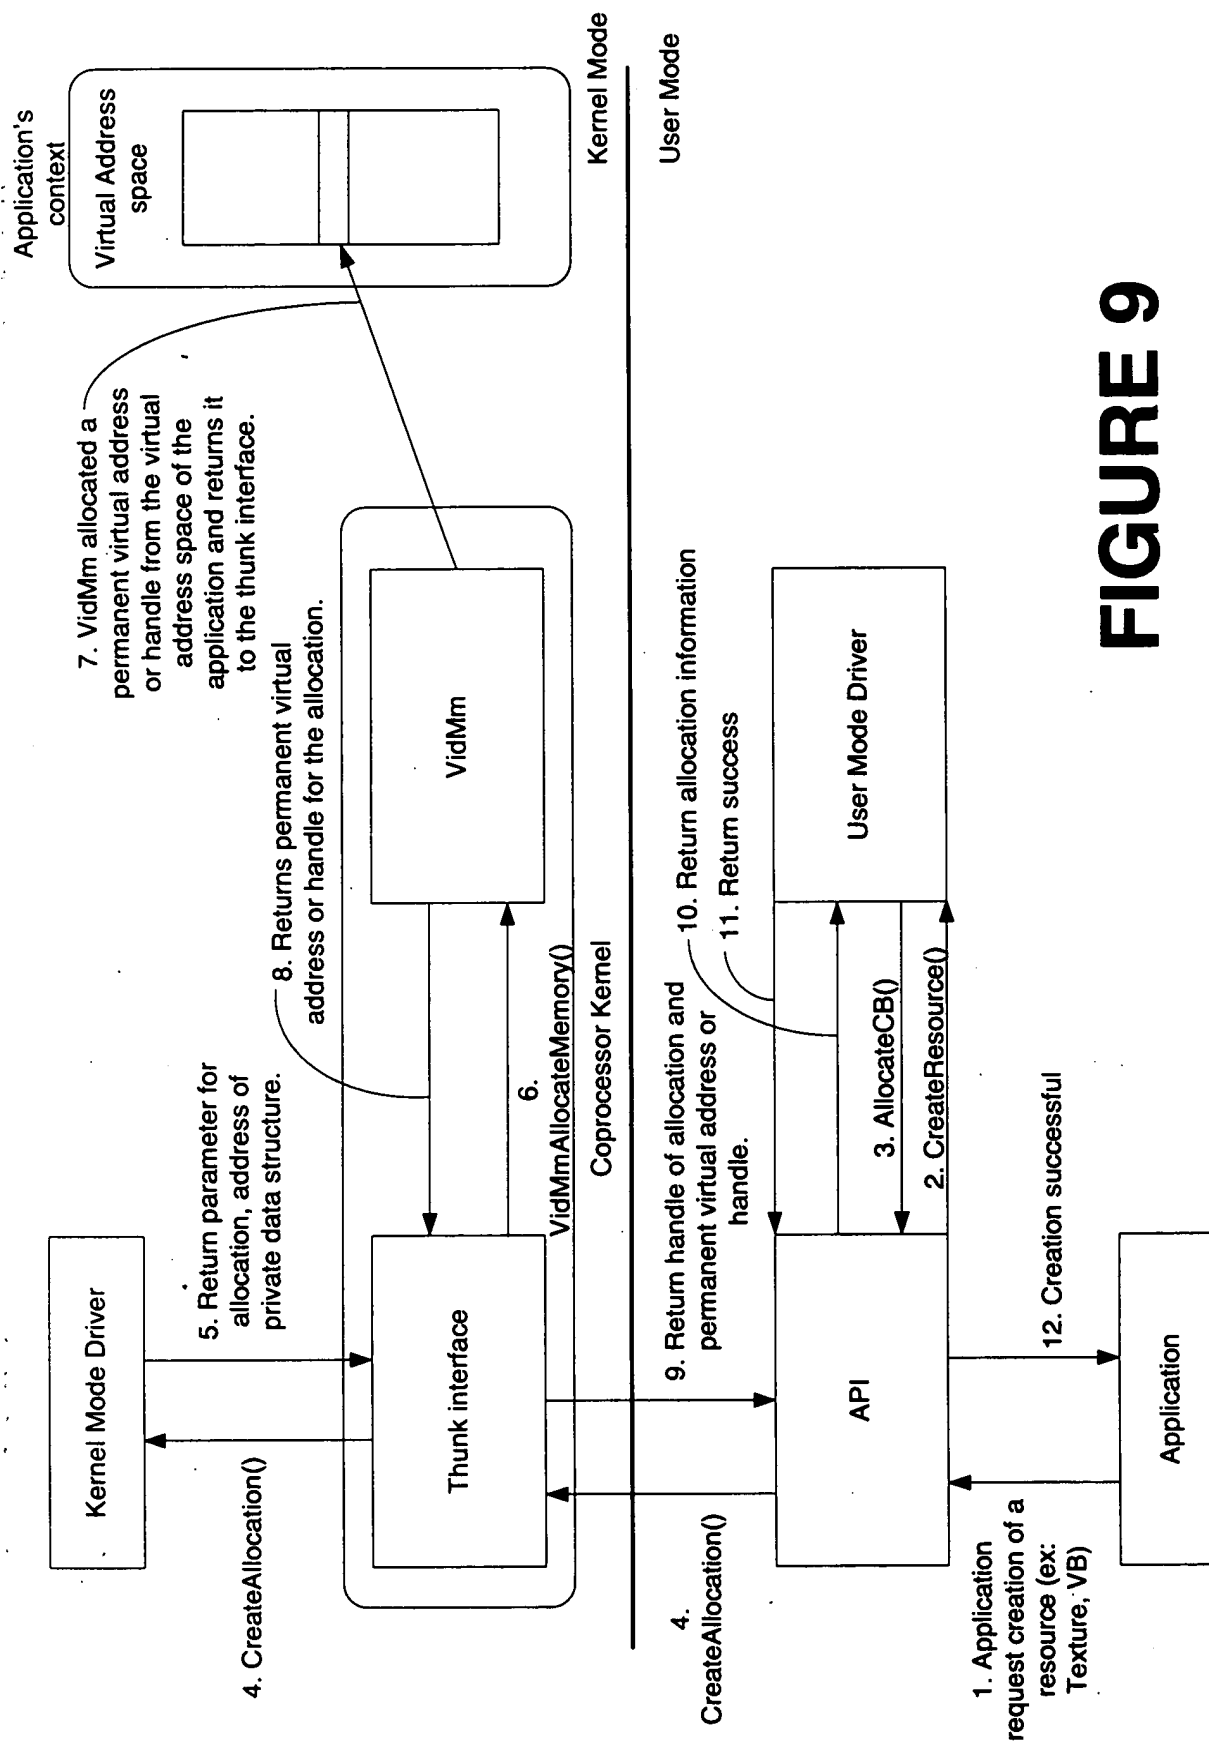 Application's
context
Virtual Address
space
Kernel Mode
User Mode
7. VidMm allocated a
permanent virtual address
or handle from the virtual
address space of the
application and returns it
to the thunk interface.
8. Returns permanent virtual
address or handle for the allocation.
VidMm
Kernel Mode Driver
5. Return parameter for
allocation, address of
private data structure.
4. CreateAllocation()
Thunk interface
6.
VidMmAllocateMemory()
Coprocessor Kernel
4.
CreateAllocation()
9. Return handle of allocation and
permanent virtual address or
handle.
10. Return allocation information
11. Return success
User Mode Driver
API
3. AllocateCB()
2. CreateResource()
1. Application
request creation of a
resource (ex:
Texture, VB)
12. Creation successful
Application
FIGURE 9